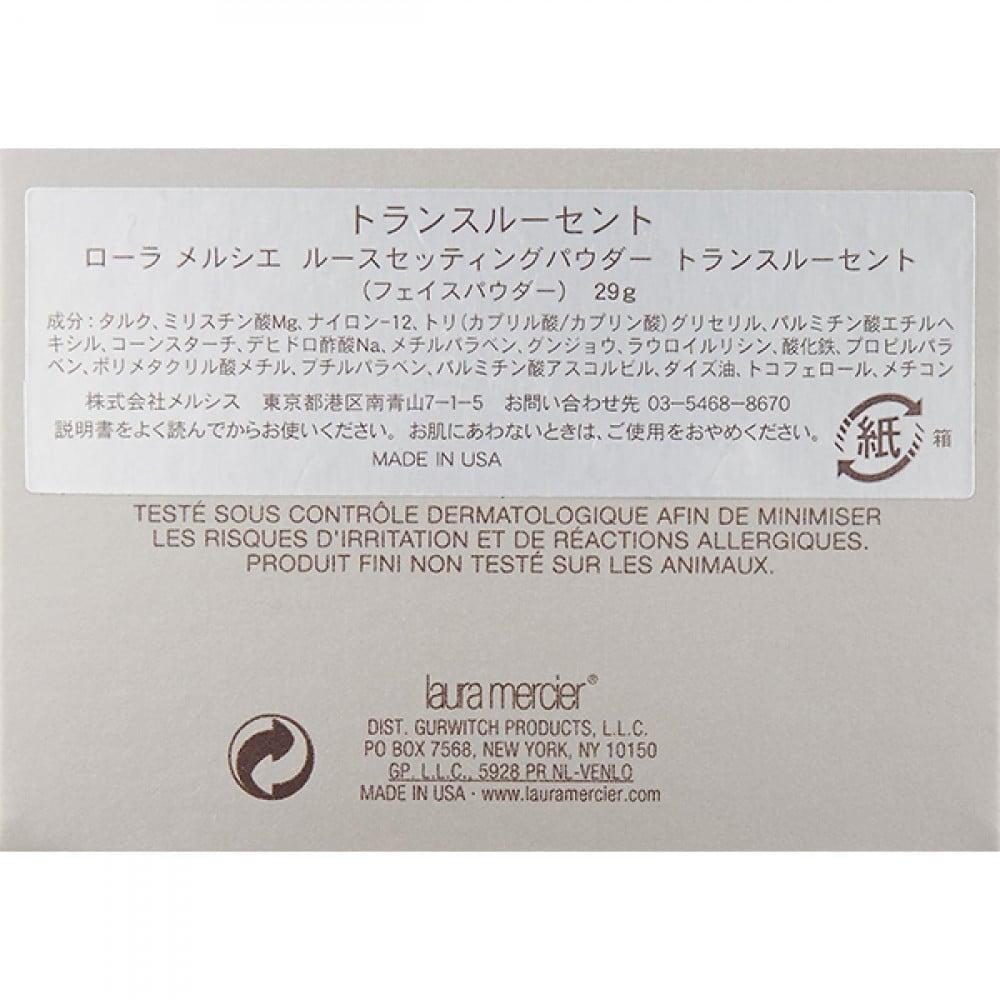 トランスルーセント
ローラ メルシエ ルースセッティングパウダー トランスルーセント
(フェイスパウダー) 29g
成分:タルク、ミリスチン酸Mg、ナイロン-12、トリ(カプリル酸/カプリン酸)グリセリル、パルミチン酸エチルヘ
キシル、コーンスターチ、デヒドロ酢酸Na、メチルパラベン、グンジョウ、ラウロイルリシン、酸化鉄、プロピルパラ
ベン、ポリメタクリル酸メチル、ブチルパラベン、パルミチン酸アスコルビル、ダイズ油、トコフェロール、メチコン
株式会社メルシス 東京都港区南青山7-1-5 お問い合わせ先 03-5468-8670
説明書をよく読んでからお使いください。お肌にあわないときは、ご使用をおやめください。
紙 箱
MADE IN USA
TESTÉ SOUS CONTRÔLE DERMATOLOGIQUE AFIN DE MINIMISER
LES RISQUES D'IRRITATION ET DE RÉACTIONS ALLERGIQUES.
PRODUIT FINI NON TESTÉ SUR LES ANIMAUX.
laura mercier®
DIST. GURWITCH PRODUCTS, L.L.C.
PO BOX 7568, NEW YORK, NY 10150
GP. L.L.C., 5928 PR NL-VENLO
MADE IN USA · www.lauramercier.com